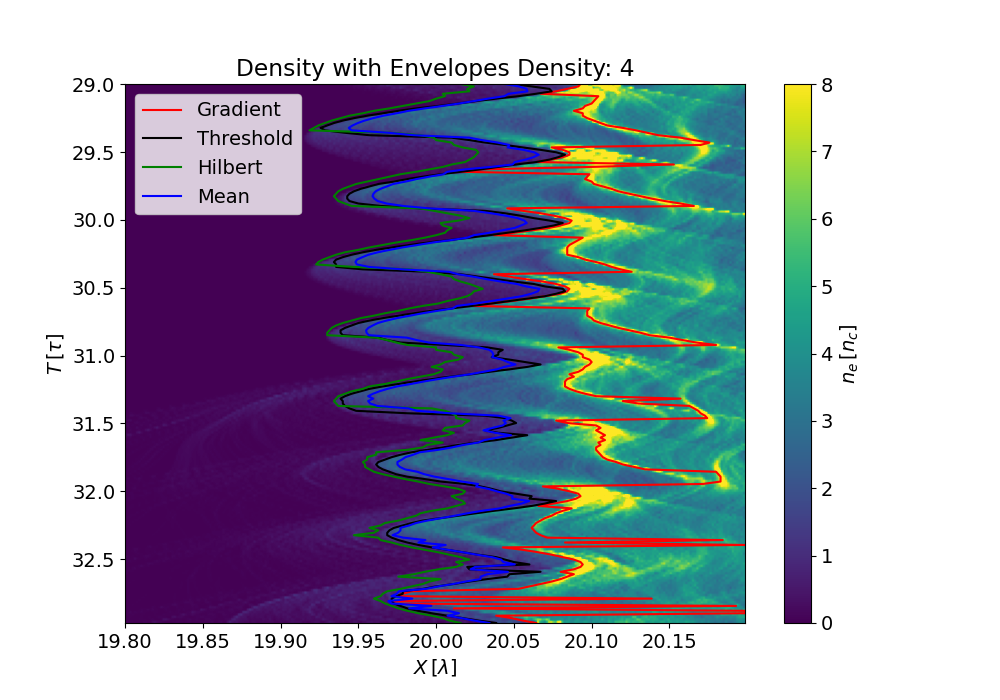 Density with Envelopes Density: 4
Gradient
Threshold
Hilbert
Mean
29.0
29.5
30.0
30.5
31.0
31.5
32.0
32.5
T [τ]
19.80 19.85 19.90 19.95 20.00 20.05 20.10 20.15
X [λ]
8
7
6
5
4
3
2
1
0
n_e [n_c]